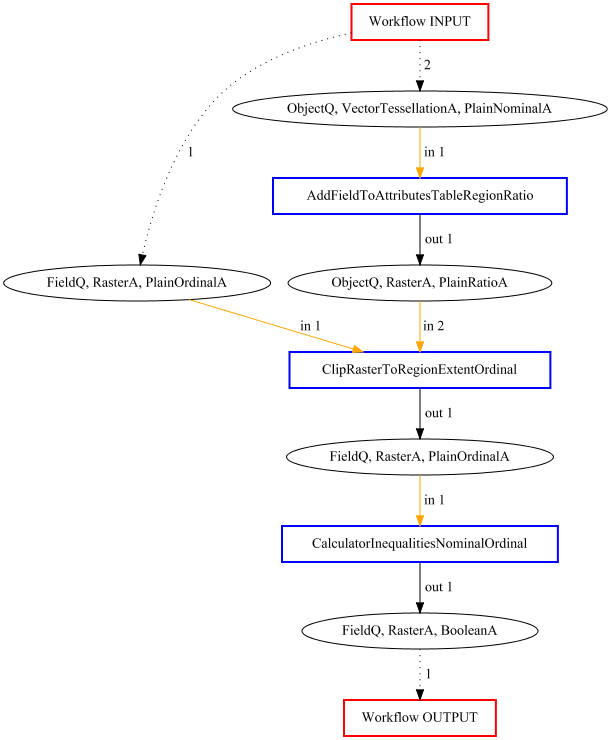 Workflow INPUT
2
ObjectQ, VectorTessellationA, PlainNominalA
1
in 1
AddFieldToAttributesTableRegionRatio
out 1
FieldQ, RasterA, PlainOrdinalA
ObjectQ, RasterA, PlainRatioA
in 1
in 2
ClipRasterToRegionExtentOrdinal
out 1
FieldQ, RasterA, PlainOrdinalA
in 1
CalculatorInequalitiesNominalOrdinal
out 1
FieldQ, RasterA, BooleanA
1
Workflow OUTPUT